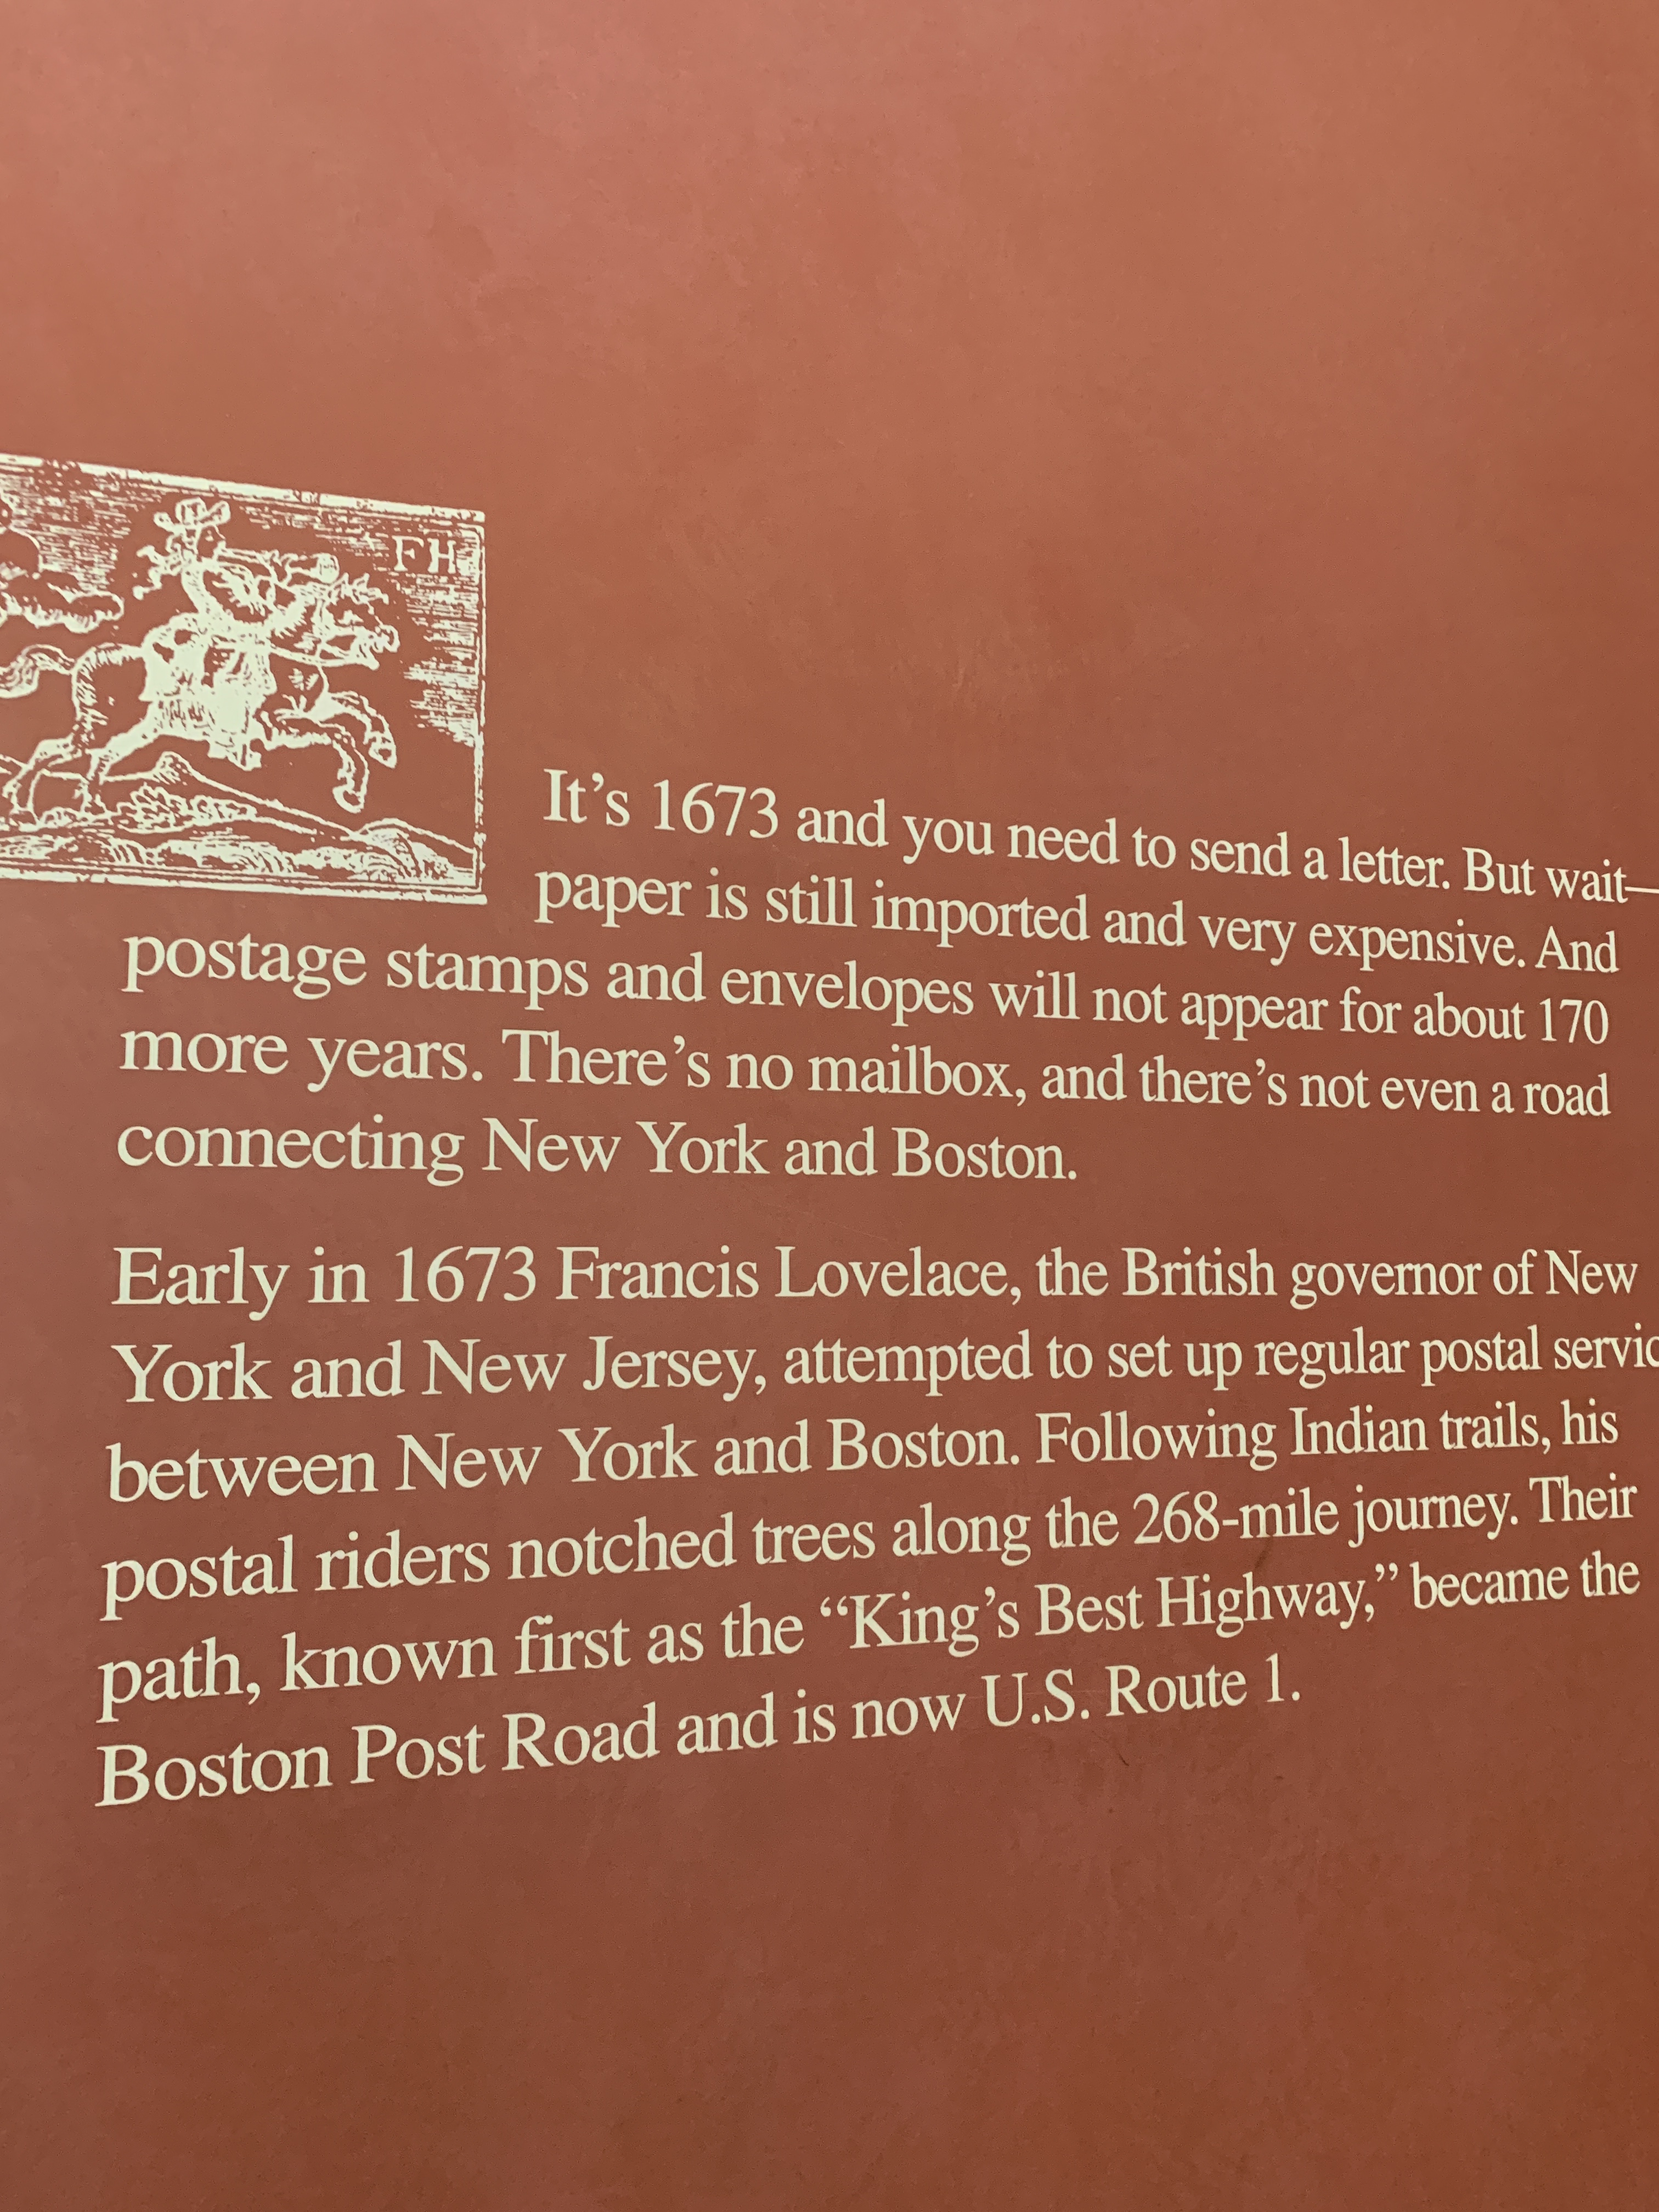 FH
It’s 1673 and you need to send a letter. But wait—
paper is still imported and very expensive. And
postage stamps and envelopes will not appear for about 170
more years. There’s no mailbox, and there’s not even a road
connecting New York and Boston.
Early in 1673 Francis Lovelace, the British governor of New
York and New Jersey, attempted to set up regular postal servic
between New York and Boston. Following Indian trails, his
postal riders notched trees along the 268-mile journey. Their
path, known first as the “King’s Best Highway,” became the
Boston Post Road and is now U.S. Route 1.